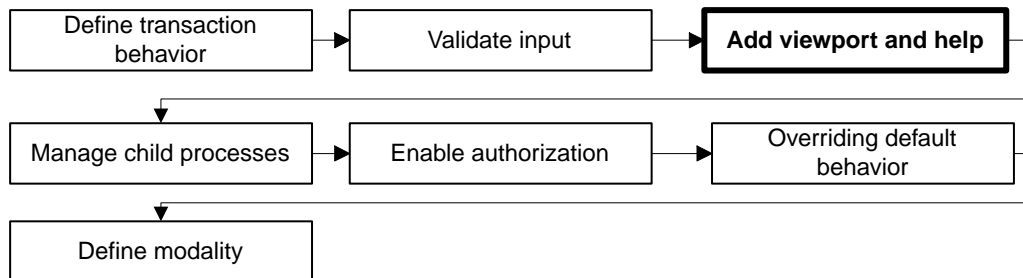 Define transaction
behavior
Validate input
Add viewport and help
Manage child processes
Enable authorization
Overriding default
behavior
Define modality